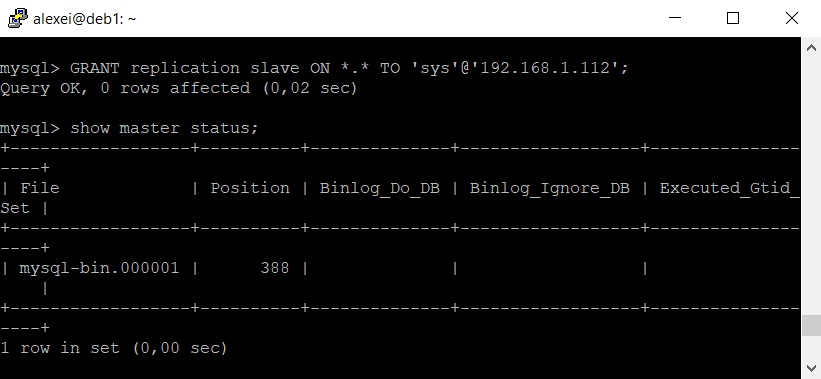 alexei@deb1: ~
mysql> GRANT replication slave ON *.* TO 'sys'@'192.168.1.112';
Query OK, 0 rows affected (0,02 sec)
mysql> show master status;
+------------------+----------+--------------+------------------+---------------
----+
| File             | Position | Binlog_Do_DB | Binlog_Ignore_DB | Executed_Gtid_
Set |
+------------------+----------+--------------+------------------+---------------
----+
| mysql-bin.000001 |      388 |              |                  |
    |
+------------------+----------+--------------+------------------+---------------
----+
1 row in set (0,00 sec)